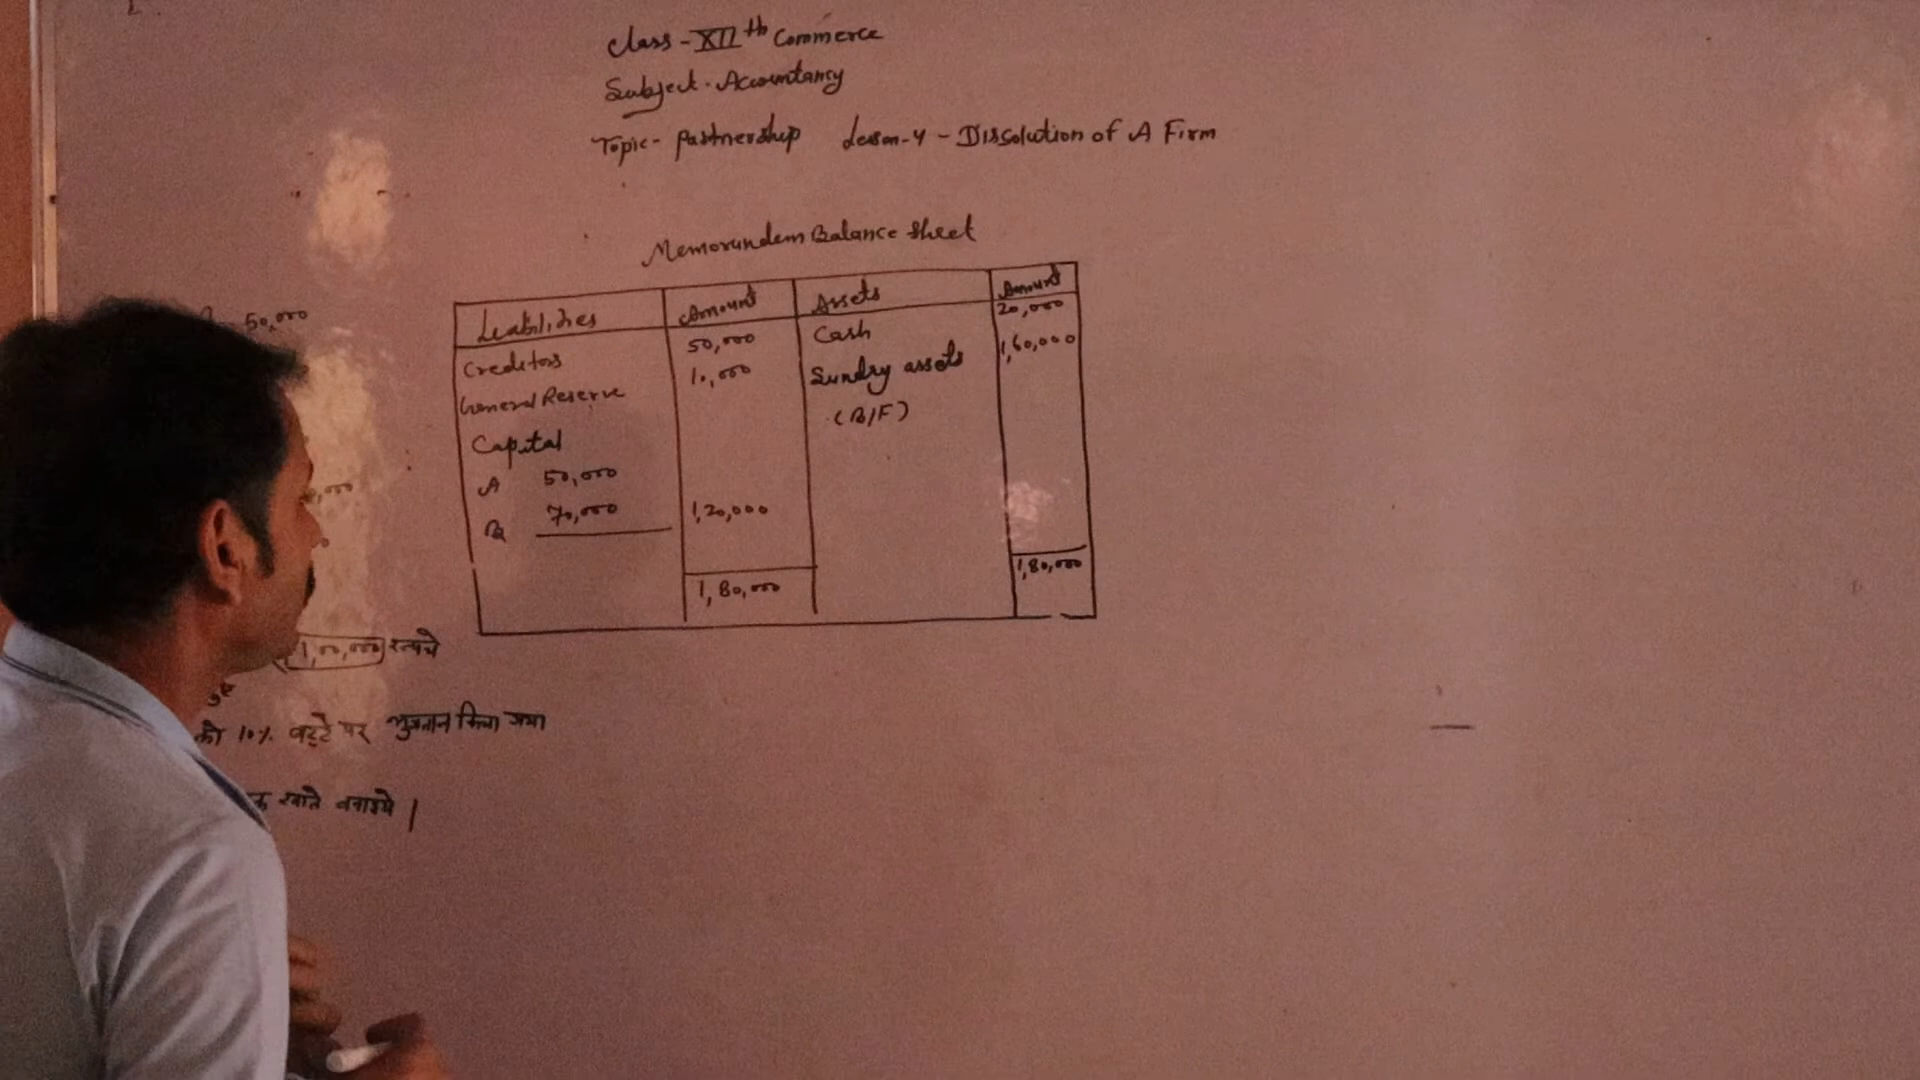 Class - XII th Commerce
Subject - Accountancy
Topic - Partnership Lesson-4 - Dissolution of A Firm
Memorundem Balance Sheet
Leabilities Amount Assets Amount
Creditors 50,000 Cash 20,000
General Reserve 10,000 Sundry assets 1,60,000
(B/F)
Capital
A 50,000
B 70,000 1,20,000
1,80,000 1,80,000
50,000
1,00,000
को 10% बट्टे पर भुगतान किया गया
खाते बनाइये |